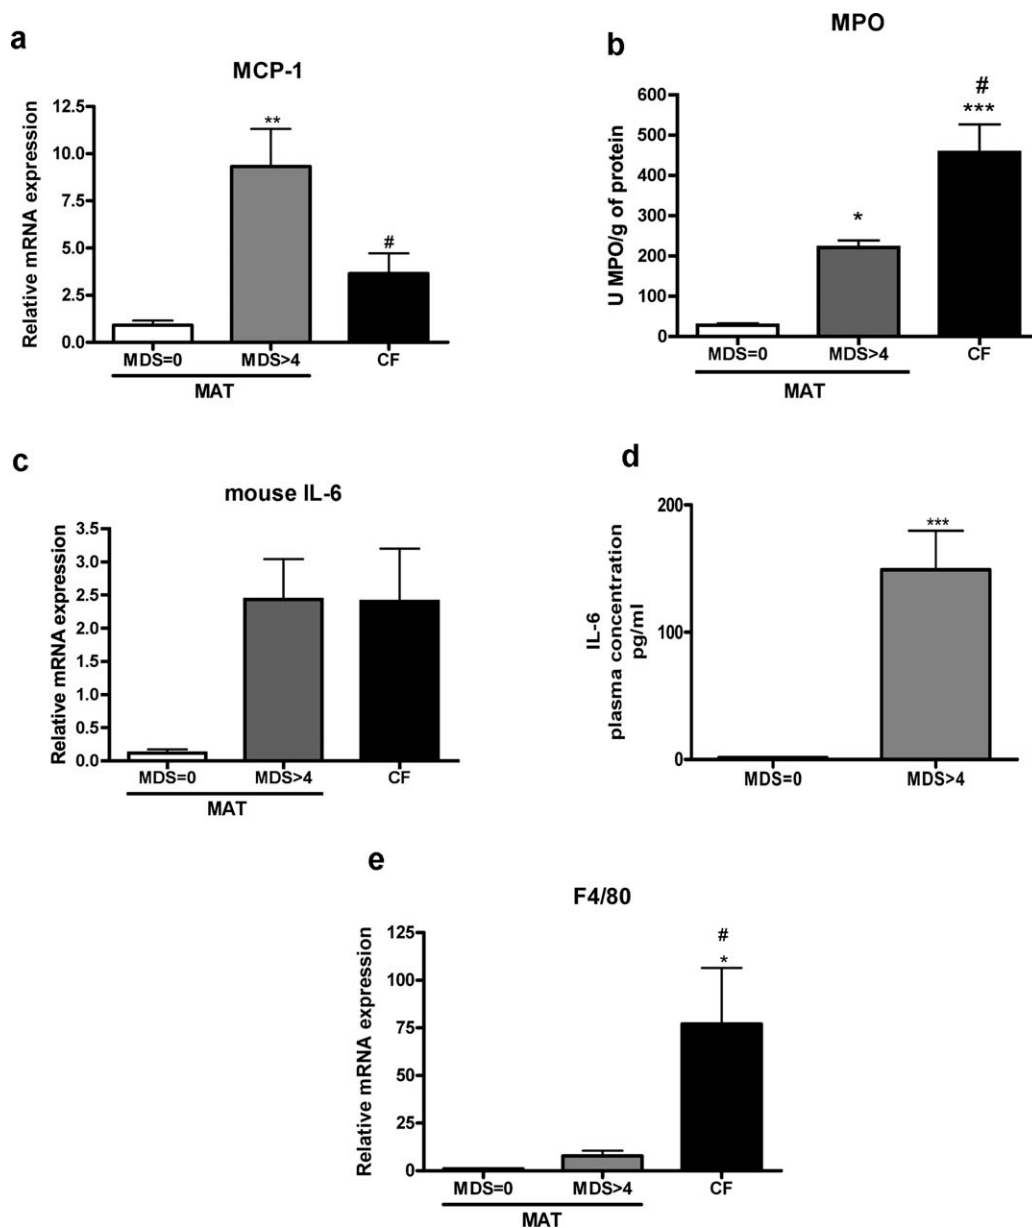 a
MCP-1
Relative mRNA expression
12.5
10.0
7.5
5.0
2.5
0.0
**
#
MDS=0 MDS>4 CF
MAT
b
MPO
U MPO/g of protein
600
500
400
300
200
100
0
*
#
***
MDS=0 MDS>4 CF
MAT
c
mouse IL-6
Relative mRNA expression
3.5
3.0
2.5
2.0
1.5
1.0
0.5
0.0
MDS=0 MDS>4 CF
MAT
d
IL-6
plasma concentration
pg/ml
200
100
0
***
MDS=0 MDS>4
e
F4/80
Relative mRNA expression
125
100
75
50
25
0
#
*
MDS=0 MDS>4 CF
MAT